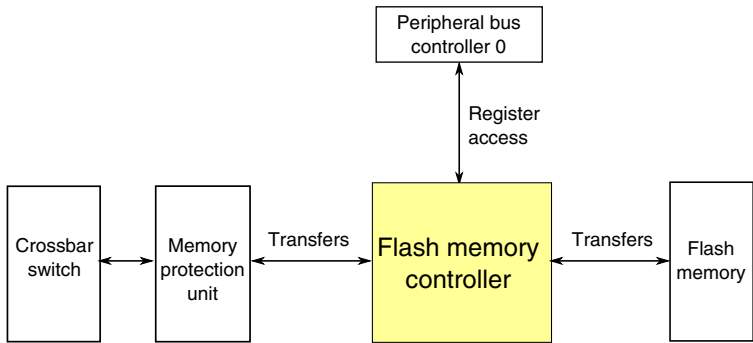 Peripheral bus
controller 0
Register
access
Crossbar
switch
Memory
protection
unit
Transfers
Flash memory
controller
Transfers
Flash
memory